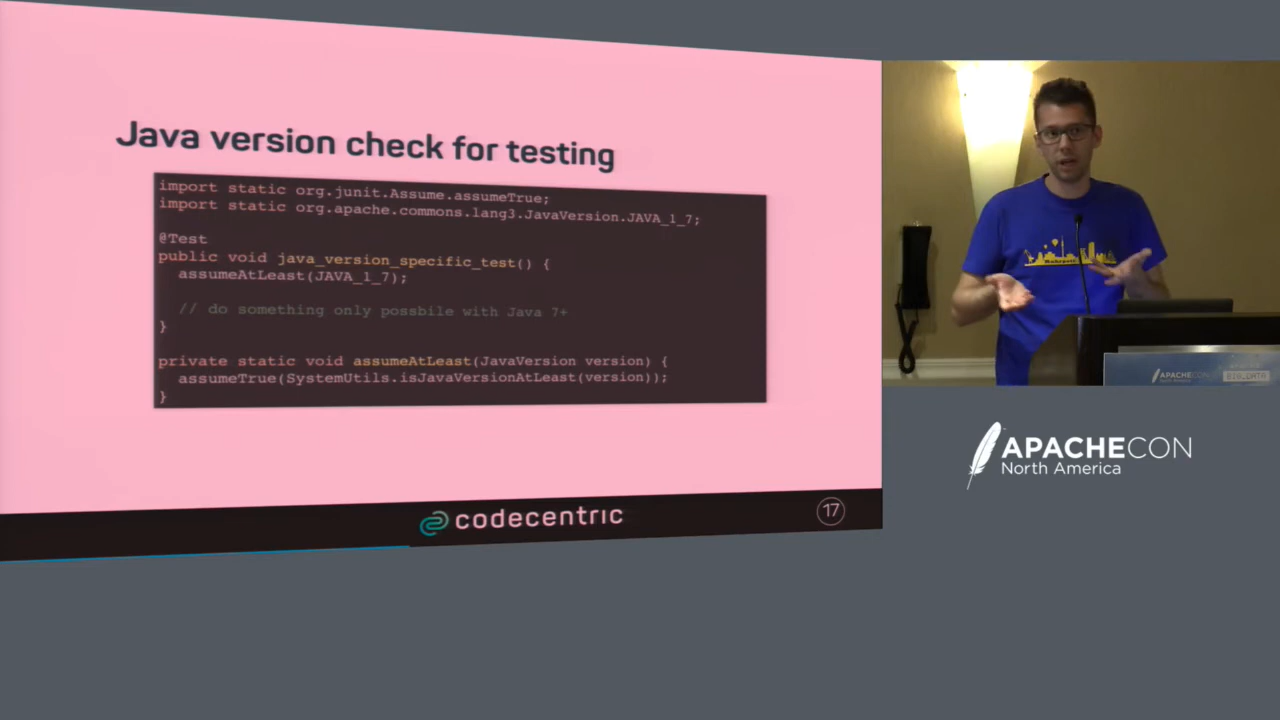 Java version check for testing
import static org.junit.Assume.assumeTrue;
import static org.apache.commons.lang3.JavaVersion.JAVA_1_7;
@Test
public void java_version_specific_test() {
assumeAtLeast(JAVA_1_7);
// do something only possbile with Java 7+
}
private static void assumeAtLeast(JavaVersion version) {
assumeTrue(SystemUtils.isJavaVersionAtLeast(version));
}
codecentric
17
APACHECON
North America